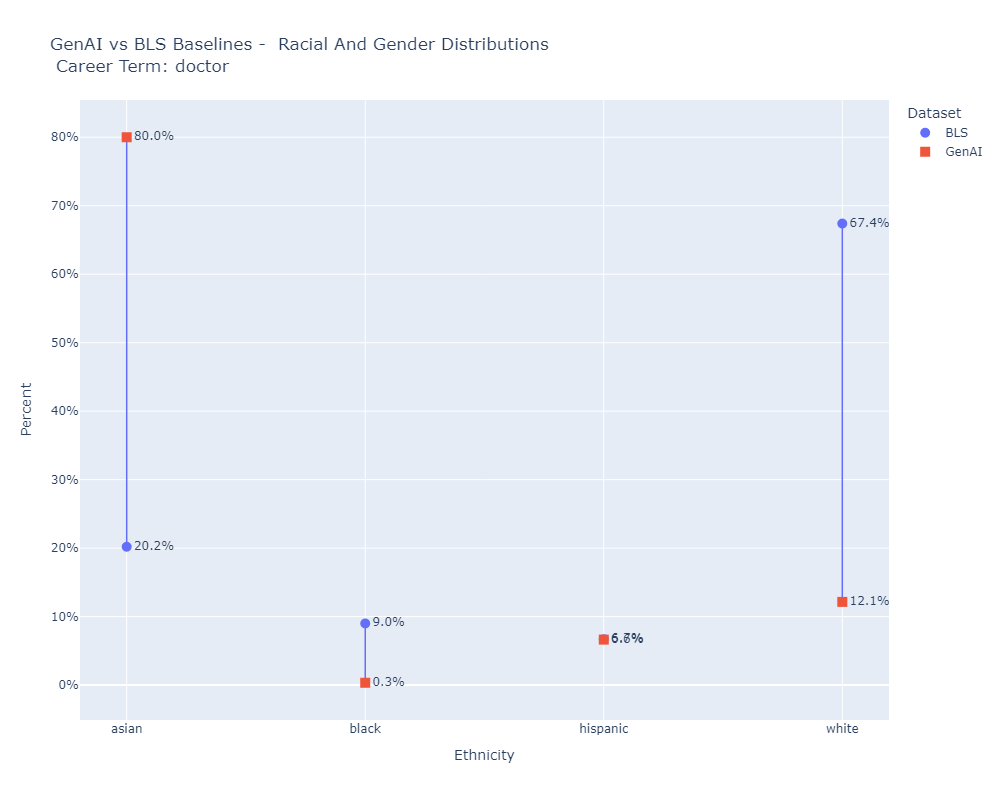 GenAI vs BLS Baselines -  Racial And Gender Distributions
Career Term: doctor
Dataset
BLS
GenAI
Percent
80%
70%
60%
50%
40%
30%
20%
10%
0%
80.0%
20.2%
9.0%
0.3%
67.4%
12.1%
asian
black
hispanic
white
Ethnicity